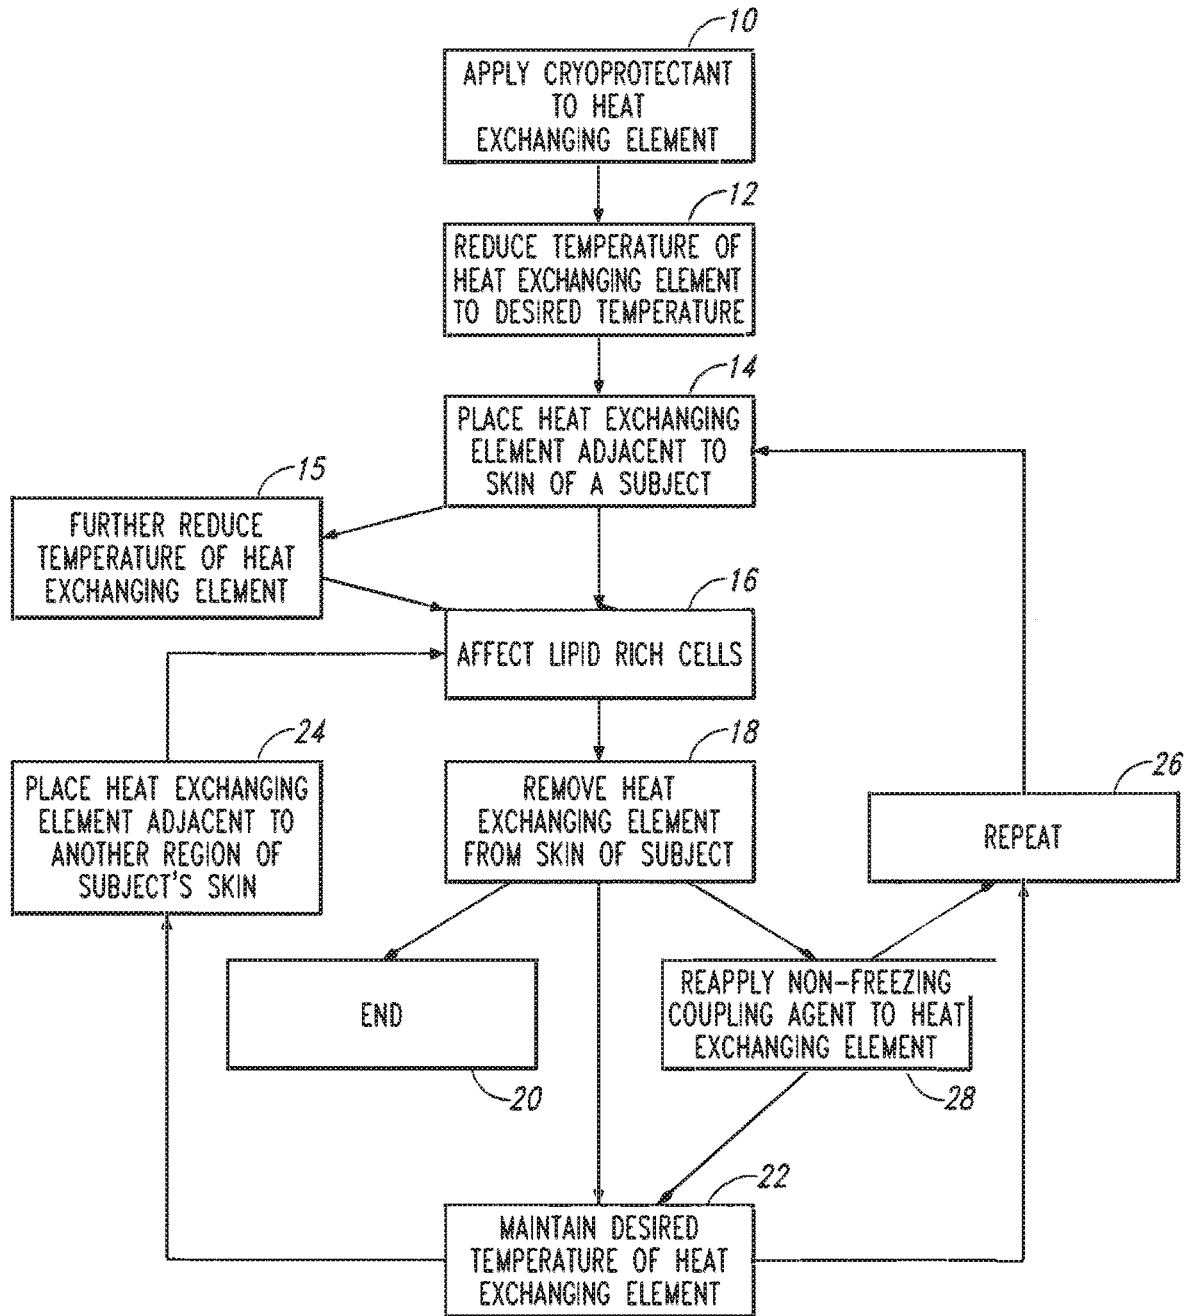 10
APPLY CRYOPROTECTANT
TO HEAT
EXCHANGING ELEMENT
12
REDUCE TEMPERATURE OF
HEAT EXCHANGING ELEMENT
TO DESIRED TEMPERATURE
14
PLACE HEAT EXCHANGING
ELEMENT ADJACENT TO
SKIN OF A SUBJECT
15
FURTHER REDUCE
TEMPERATURE OF HEAT
EXCHANGING ELEMENT
16
AFFECT LIPID RICH CELLS
24
PLACE HEAT EXCHANGING
ELEMENT ADJACENT TO
ANOTHER REGION OF
SUBJECT'S SKIN
18
REMOVE HEAT
EXCHANGING ELEMENT
FROM SKIN OF SUBJECT
26
REPEAT
END
20
REAPPLY NON-FREEZING
COUPLING AGENT TO HEAT
EXCHANGING ELEMENT
28
22
MAINTAIN DESIRED
TEMPERATURE OF HEAT
EXCHANGING ELEMENT